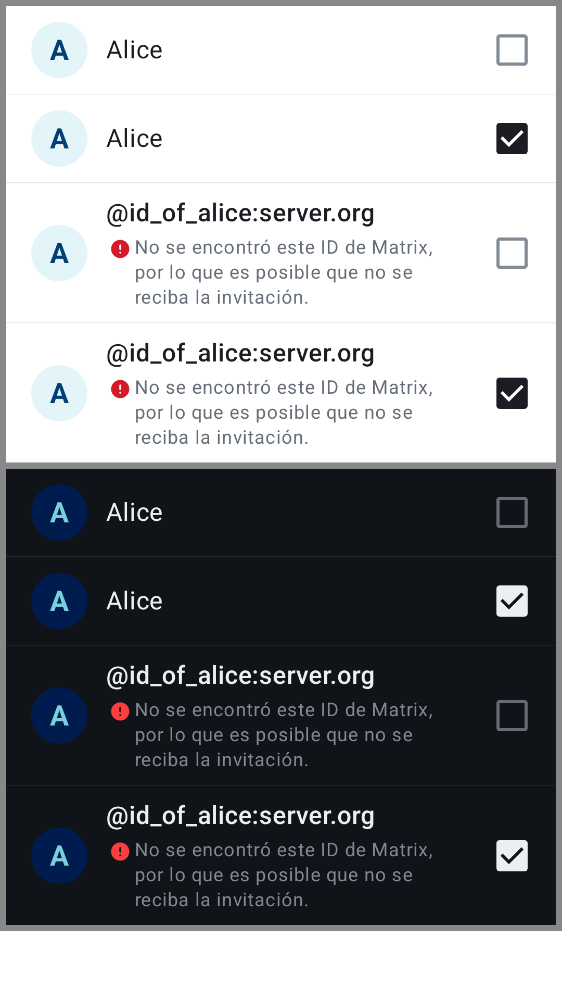 A Alice
A Alice
@id_of_alice:server.org
A No se encontró este ID de Matrix,
por lo que es posible que no se
reciba la invitación.
@id_of_alice:server.org
A No se encontró este ID de Matrix,
por lo que es posible que no se
reciba la invitación.
A Alice
A Alice
@id_of_alice:server.org
A No se encontró este ID de Matrix,
por lo que es posible que no se
reciba la invitación.
@id_of_alice:server.org
A No se encontró este ID de Matrix,
por lo que es posible que no se
reciba la invitación.